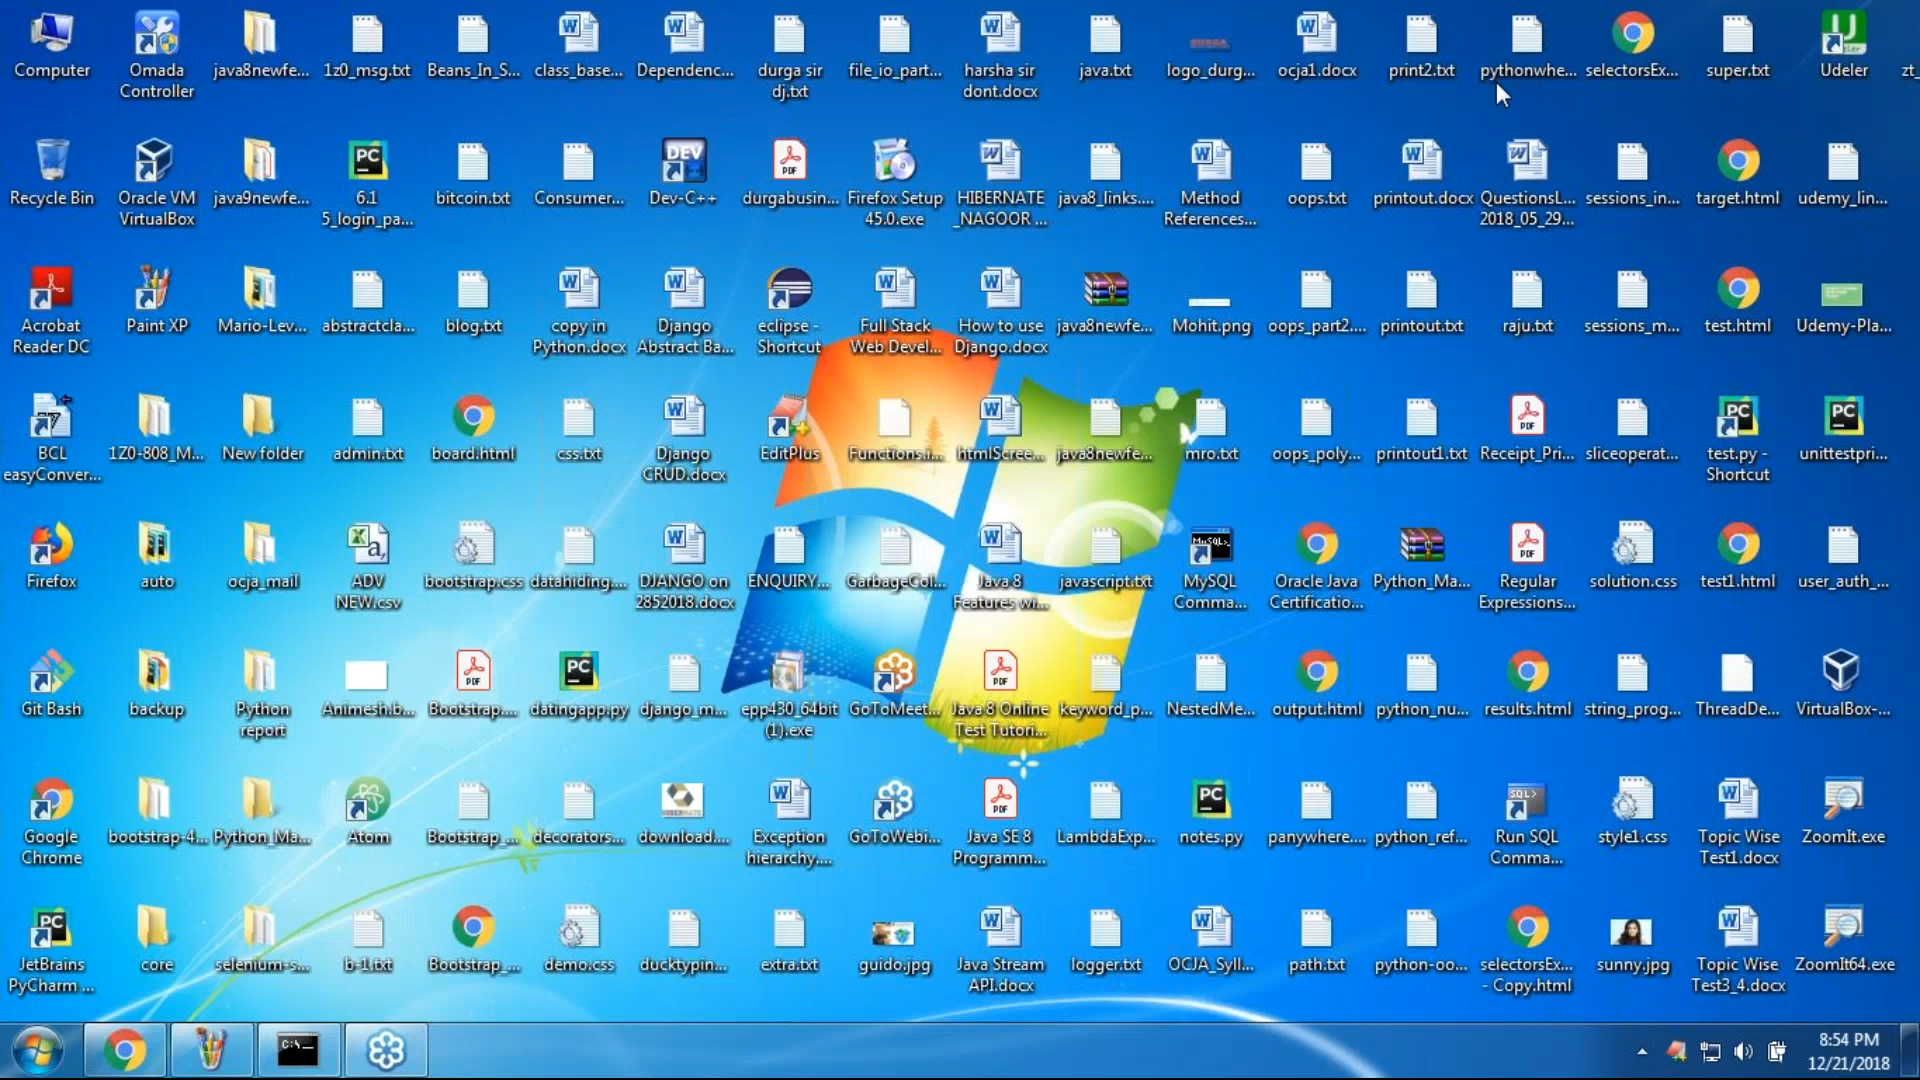 Computer
Omada
Controller
java8newfe...
1z0_msg.txt
Beans_In_S...
class_base...
Dependenc...
durga sir
dj.txt
file_io_part...
harsha sir
dont.docx
java.txt
logo_durg...
ocja1.docx
print2.txt
pythonwhe...
selectorsEx...
super.txt
Udeler
zt_
Recycle Bin
Oracle VM
VirtualBox
java9newfe...
6.1
5_login_pa...
bitcoin.txt
Consumer...
Dev-C++
durgabusin...
Firefox Setup
45.0.exe
HIBERNATE
_NAGOOR ...
java8_links....
Method
References...
oops.txt
printout.docx
QuestionsL...
2018_05_29...
sessions_in...
target.html
udemy_lin...
Acrobat
Reader DC
Paint XP
Mario-Lev...
abstractcla...
blog.txt
copy in
Python.docx
Django
Abstract Ba...
eclipse -
Shortcut
Full Stack
Web Devel...
How to use
Django.docx
java8newfe...
Mohit.png
oops_part2....
printout.txt
raju.txt
sessions_m...
test.html
Udemy-Pla...
BCL
easyConver...
1Z0-808_M...
New folder
admin.txt
board.html
css.txt
Django
CRUD.docx
EditPlus
Functions.i...
htmlScree...
java8newfe...
mro.txt
oops_poly...
printout1.txt
Receipt_Pri...
sliceoperat...
test.py -
Shortcut
unittestpri...
Firefox
auto
ocja_mail
ADV
NEW.csv
bootstrap.css
datahiding....
DJANGO on
2852018.docx
ENQUIRY...
GarbageCol...
Java 8
Features wi...
javascript.txt
MySQL
Comma...
Oracle Java
Certificatio...
Python_Ma...
Regular
Expressions...
solution.css
test1.html
user_auth_...
Git Bash
backup
Python
report
Animesh.b...
Bootstrap....
datingapp.py
django_m...
epp430_64bit
(1).exe
GoToMeet...
Java 8 Online
Test Tutori...
keyword_p...
NestedMe...
output.html
python_nu...
results.html
string_prog...
ThreadDe...
VirtualBox-...
Google
Chrome
bootstrap-4...
Python_Ma...
Atom
Bootstrap_...
decorators...
download....
Exception
hierarchy....
GoToWebi...
Java SE 8
Programm...
LambdaExp...
notes.py
panywhere....
python_ref...
Run SQL
Comma...
style1.css
Topic Wise
Test1.docx
ZoomIt.exe
JetBrains
PyCharm ...
core
selenium-s...
b-1.txt
Bootstrap_...
demo.css
ducktypin...
extra.txt
guido.jpg
Java Stream
API.docx
logger.txt
OCJA_Syll...
path.txt
python-oo...
selectorsEx...
- Copy.html
sunny.jpg
Topic Wise
Test3_4.docx
ZoomIt64.exe
8:54 PM
12/21/2018